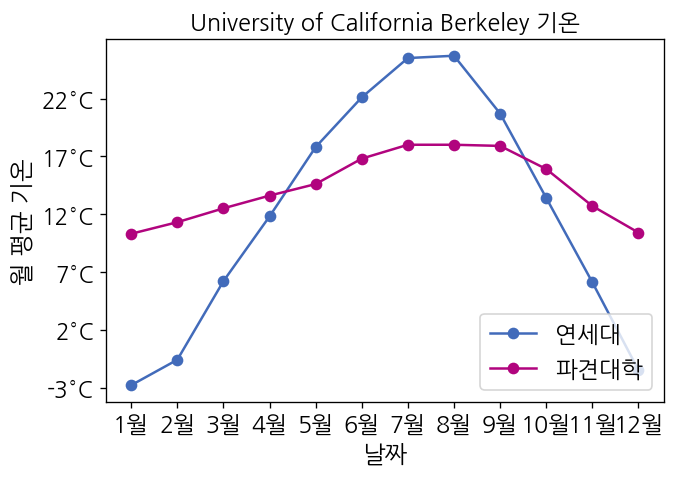 University of California Berkeley 기온
월 평균 기온
22˚C
17˚C
12˚C
7˚C
2˚C
-3˚C
1월 2월 3월 4월 5월 6월 7월 8월 9월 10월 11월 12월
날짜
연세대
파견대학